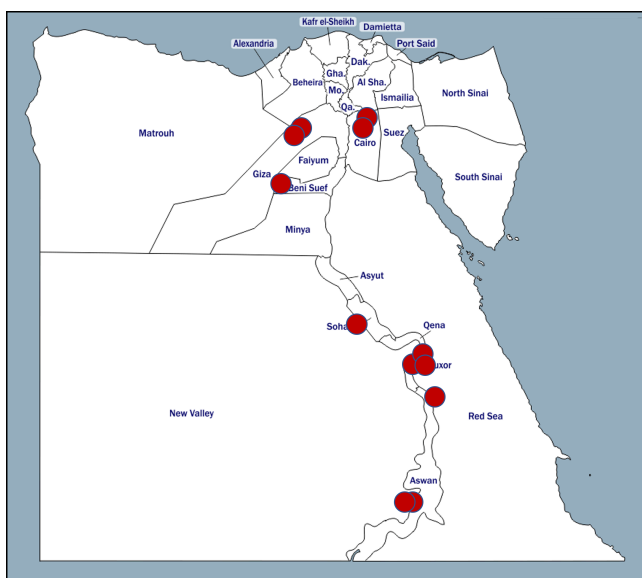 Kafr el-Sheikh
Damietta
Alexandria
Port Said
Dak.
Gha.
Beheira
Al Sha.
Mo.
Ismailia
North Sinai
Qa.
Matrouh
Cairo
Suez
Faiyum
Giza
South Sinai
Beni Suef
Minya
Asyut
Soha
Qena
uxor
New Valley
Red Sea
Aswan